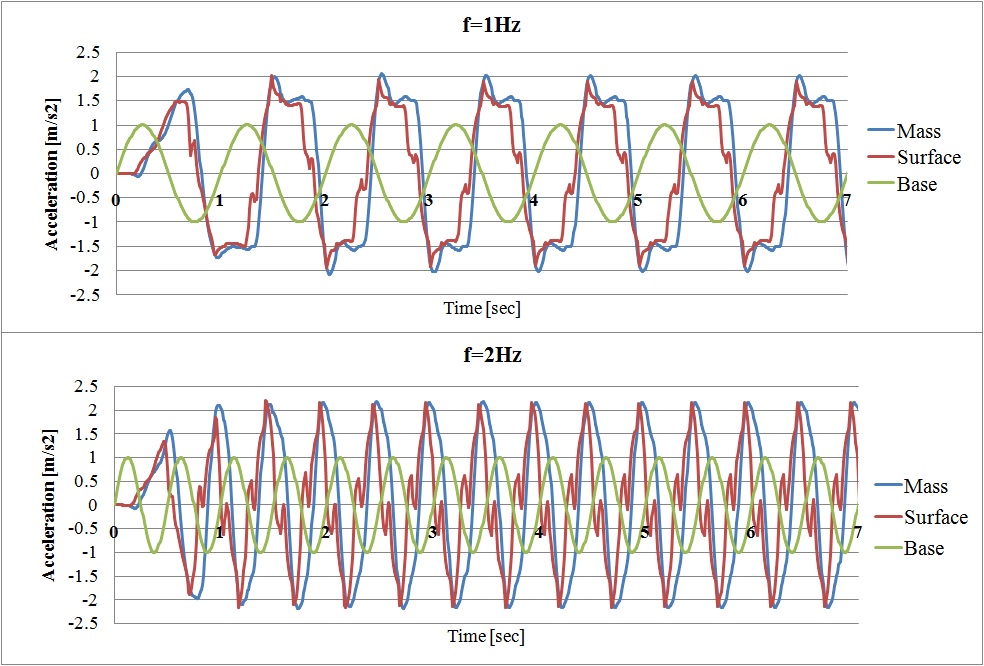 f=1Hz
Acceleration [m/s2]
2.5
2
1.5
1
0.5
0
-0.5
-1
-1.5
-2
-2.5
0 1 2 3 4 5 6 7
Time [sec]
Mass
Surface
Base
f=2Hz
Acceleration [m/s2]
2.5
2
1.5
1
0.5
0
-0.5
-1
-1.5
-2
-2.5
0 1 2 3 4 5 6 7
Time [sec]
Mass
Surface
Base